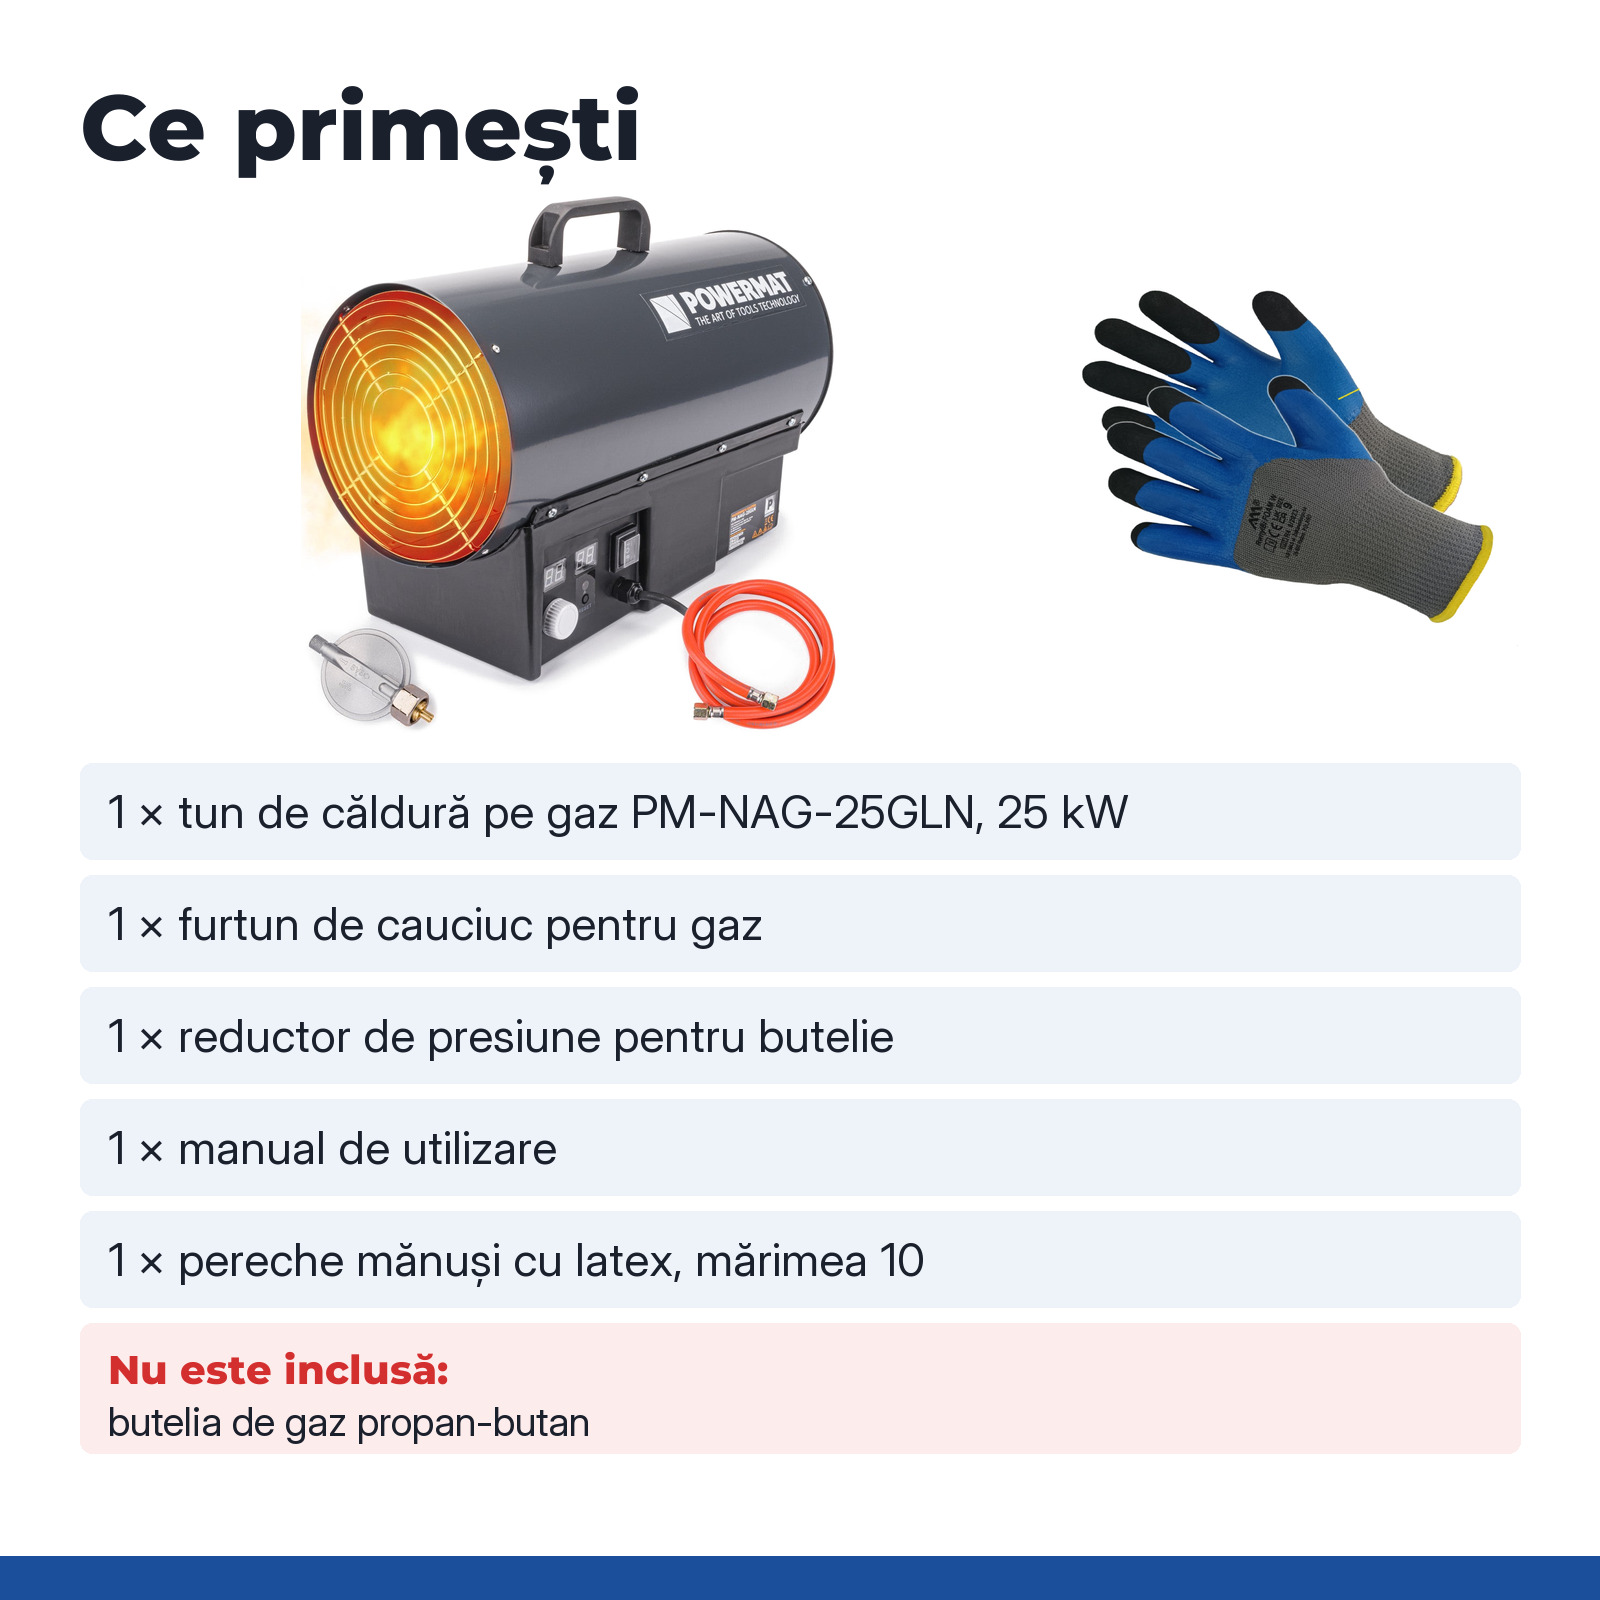 Ce primești
POWERMAT
THE ART OF TOOLS TECHNOLOGY
1 × tun de căldură pe gaz PM-NAG-25GLN, 25 kW
1 × furtun de cauciuc pentru gaz
1 × reductor de presiune pentru butelie
1 × manual de utilizare
1 × pereche mănuși cu latex, mărimea 10
Nu este inclusă:
butelia de gaz propan-butan